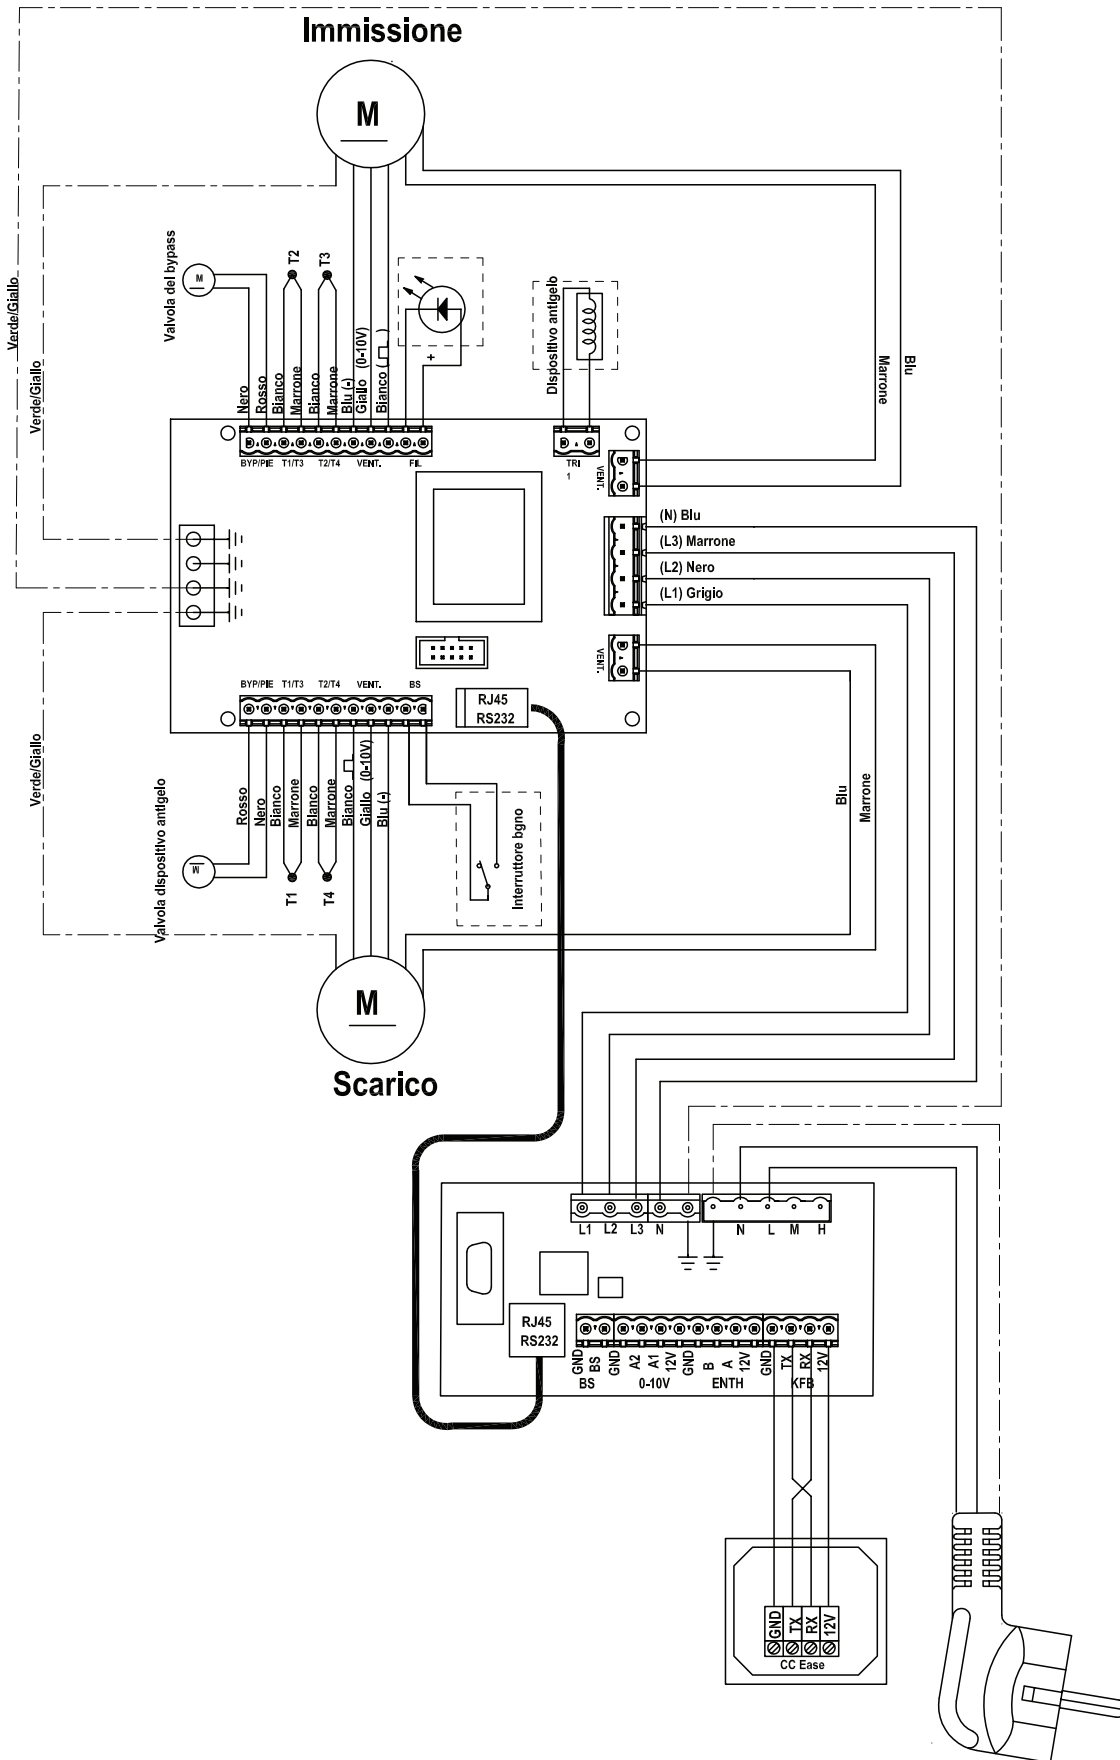 Immissione
M
Valvola del bypass
M
T2
T3
Verde/Giallo
Verde/Giallo
Dispositivo antigelo
Blu
Marrone
+
Nero
Rosso
Bianco
Marrone
Bianco
Marrone
Blu (-)
Giallo (0-10V)
Bianco ( )
BYP/PIE T1/T3 T2/T4 VENT. FIL
TRI
1
VENT.
(N) Blu
(L3) Marrone
(L2) Nero
(L1) Grigio
VENT.
BYP/PIE T1/T3 T2/T4 VENT. BS
RJ45
RS232
Verde/Giallo
Rosso
Nero
Bianco
Marrone
Bianco
Marrone
Bianco
Giallo (0-10V)
Blu (-)
Blu
Marrone
Valvola dispositivo antigelo
M
T1
T4
Interruttore bgno
M
Scarico
L1 L2 L3 N
N L M H
RJ45
RS232
GND
BS
GND
A2
A1
12V
GND
B
A
12V
GND
TX
RX
12V
BS 0-10V ENTH KFB
GND
TX
RX
12V
CC Ease